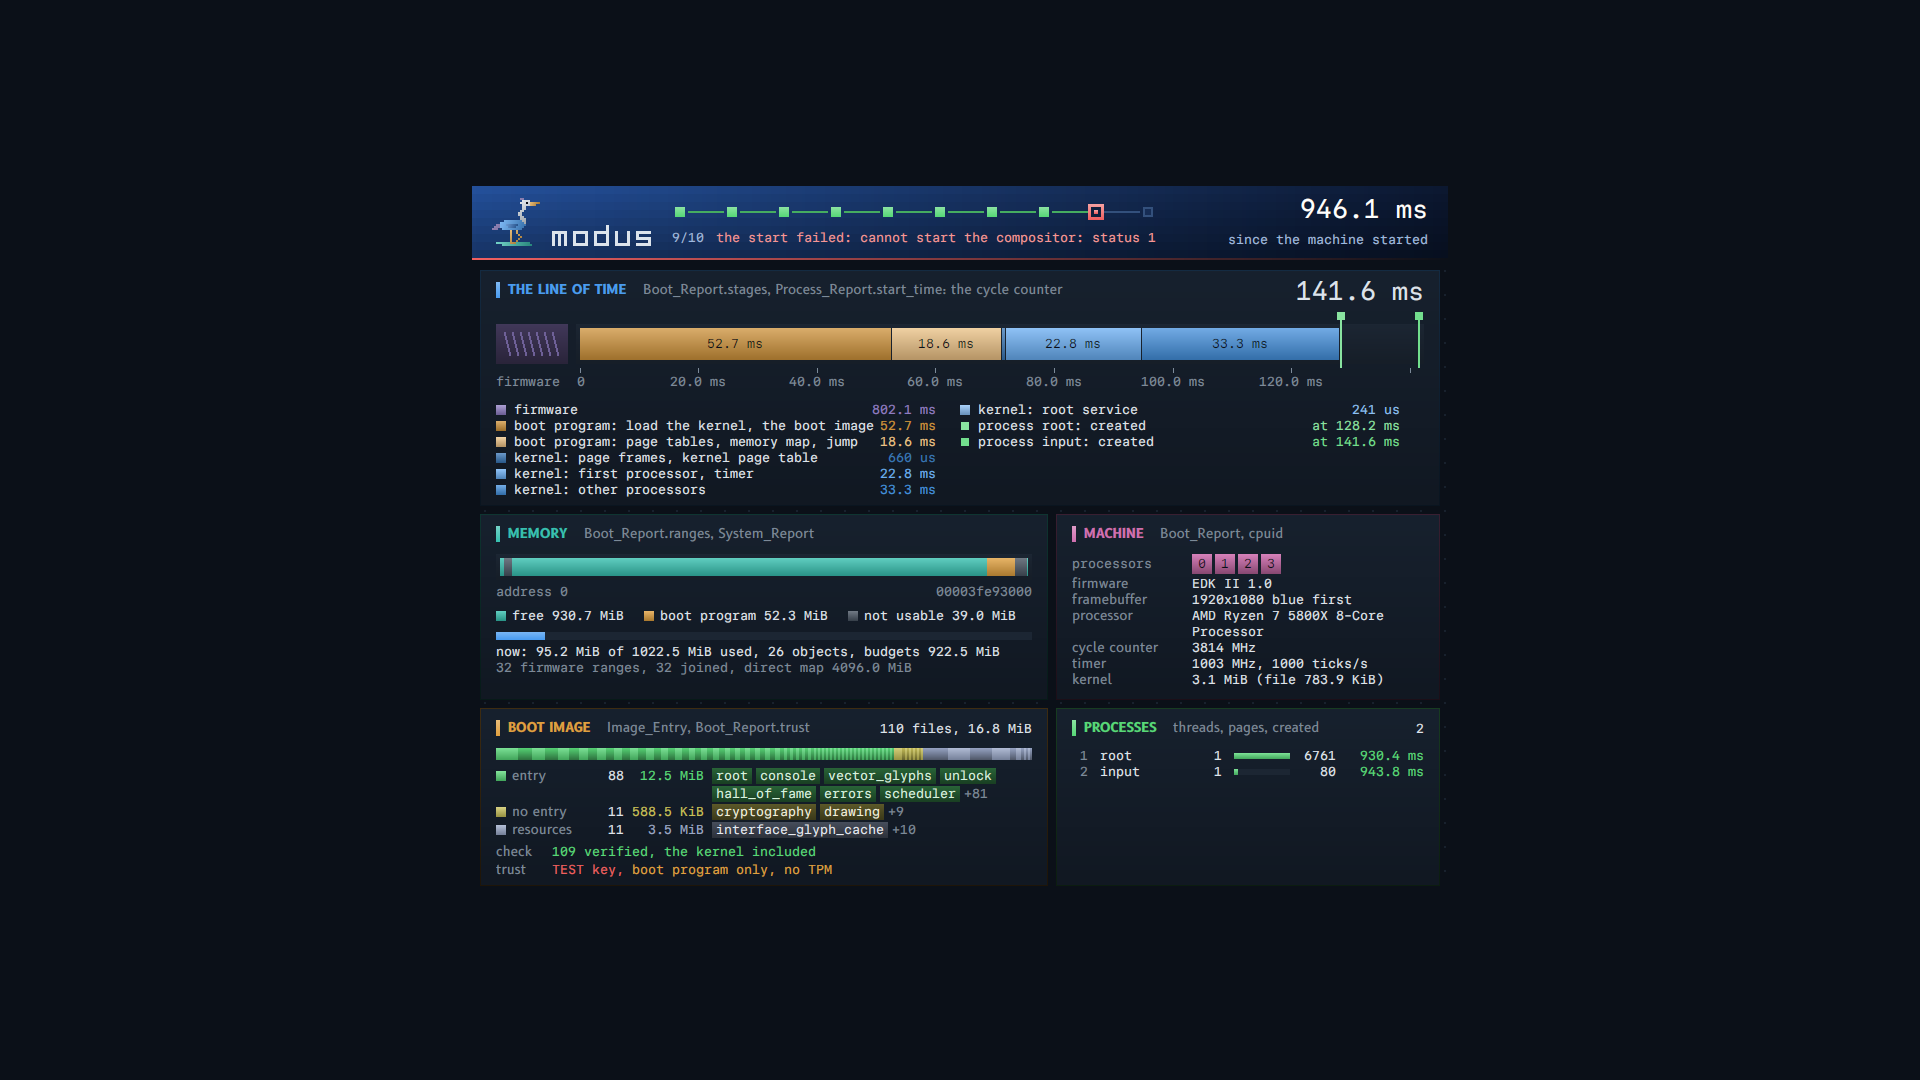 modus
9/10 the start failed: cannot start the compositor: status 1
946.1 ms
since the machine started
THE LINE OF TIME Boot_Report.stages, Process_Report.start_time: the cycle counter 141.6 ms
52.7 ms 18.6 ms 22.8 ms 33.3 ms
firmware 0 20.0 ms 40.0 ms 60.0 ms 80.0 ms 100.0 ms 120.0 ms
firmware 802.1 ms
boot program: load the kernel, the boot image 52.7 ms
boot program: page tables, memory map, jump 18.6 ms
kernel: page frames, kernel page table 660 us
kernel: first processor, timer 22.8 ms
kernel: other processors 33.3 ms
kernel: root service 241 us
process root: created at 128.2 ms
process input: created at 141.6 ms
MEMORY Boot_Report.ranges, System_Report
address 0 00003fe93000
free 930.7 MiB boot program 52.3 MiB not usable 39.0 MiB
now: 95.2 MiB of 1022.5 MiB used, 26 objects, budgets 922.5 MiB
32 firmware ranges, 32 joined, direct map 4096.0 MiB
MACHINE Boot_Report, cpuid
processors 0 1 2 3
firmware EDK II 1.0
framebuffer 1920x1080 blue first
processor AMD Ryzen 7 5800X 8-Core
Processor
cycle counter 3814 MHz
timer 1003 MHz, 1000 ticks/s
kernel 3.1 MiB (file 783.9 KiB)
BOOT IMAGE Image_Entry, Boot_Report.trust 110 files, 16.8 MiB
entry 88 12.5 MiB root console vector_glyphs unlock
hall_of_fame errors scheduler +81
no entry 11 588.5 KiB cryptography drawing +9
resources 11 3.5 MiB interface_glyph_cache +10
check 109 verified, the kernel included
trust TEST key, boot program only, no TPM
PROCESSES threads, pages, created 2
1 root 1 6761 930.4 ms
2 input 1 80 943.8 ms